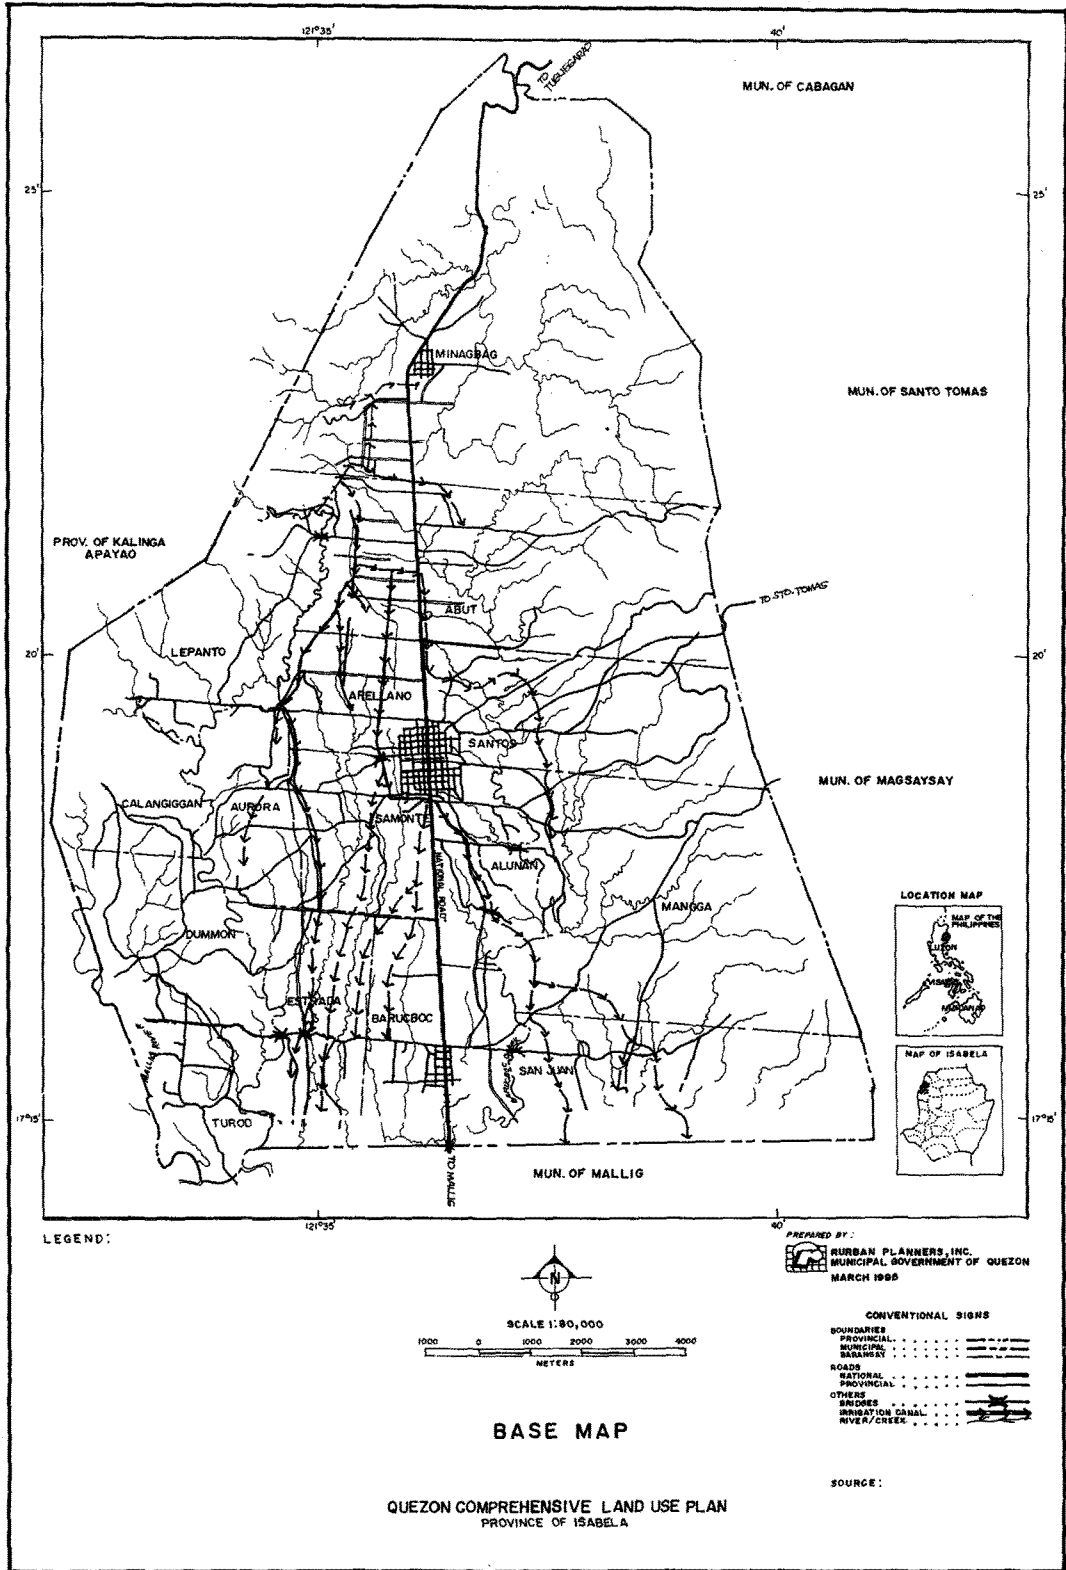 121°35'
40'
TO TUGUEGARAO
MUN. OF CABAGAN
25'
25'
MINAGBAG
MUN. OF SANTO TOMAS
PROV. OF KALINGA
APAYAO
ABUT
TO STO. TOMAS
LEPANTO
20'
20'
ARELLANO
SANTOS
MUN. OF MAGSAYSAY
CALANGIGGAN
AURORA
SAMONTE
NATIONAL ROAD
ALUNAN
MANGGA
DUMMON
ESTRADA
BARUCBOC
MALLIG RIVER
SAN JUAN
TUROD
17°15'
17°15'
TO MALLIG
MUN. OF MALLIG
LOCATION MAP
MAP OF THE
PHILIPPINES
LUZON
VISAYAS
MINDANAO
MAP OF ISABELA
121°35'
40'
LEGEND:
N
SCALE 1:80,000
1000 0 1000 2000 3000 4000
METERS
PREPARED BY:
RURBAN PLANNERS, INC.
MUNICIPAL GOVERNMENT OF QUEZON
CONVENTIONAL SIGNS
BOUNDARIES
PROVINCIAL
MUNICIPAL
BARANGAY
ROADS
NATIONAL
PROVINCIAL
OTHERS
BRIDGES
IRRIGATION CANAL
RIVER/CREEK
BASE MAP
SOURCE:
QUEZON COMPREHENSIVE LAND USE PLAN
PROVINCE OF ISABELA